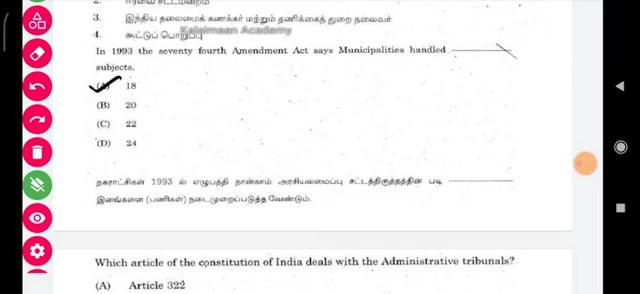 3. இந்திய தலைமைக் கணக்கர் மற்றும் தணிக்கைத் துறை தலைவர்
4. கூட்டுப் பொறுப்பு
Kalaimaan Academy
In 1993 the seventy fourth Amendment Act says Municipalities handled
subjects.
(A) 18
(B) 20
(C) 22
(D) 24
நகராட்சிகள் 1993 ல் எழுபத்தி நான்காம் அரசியலமைப்பு சட்டத்திருத்தத்தின் படி
இனங்களை (பணிகள்) நடைமுறைப்படுத்த வேண்டும்.
Which article of the constitution of India deals with the Administrative tribunals?
(A) Article 322